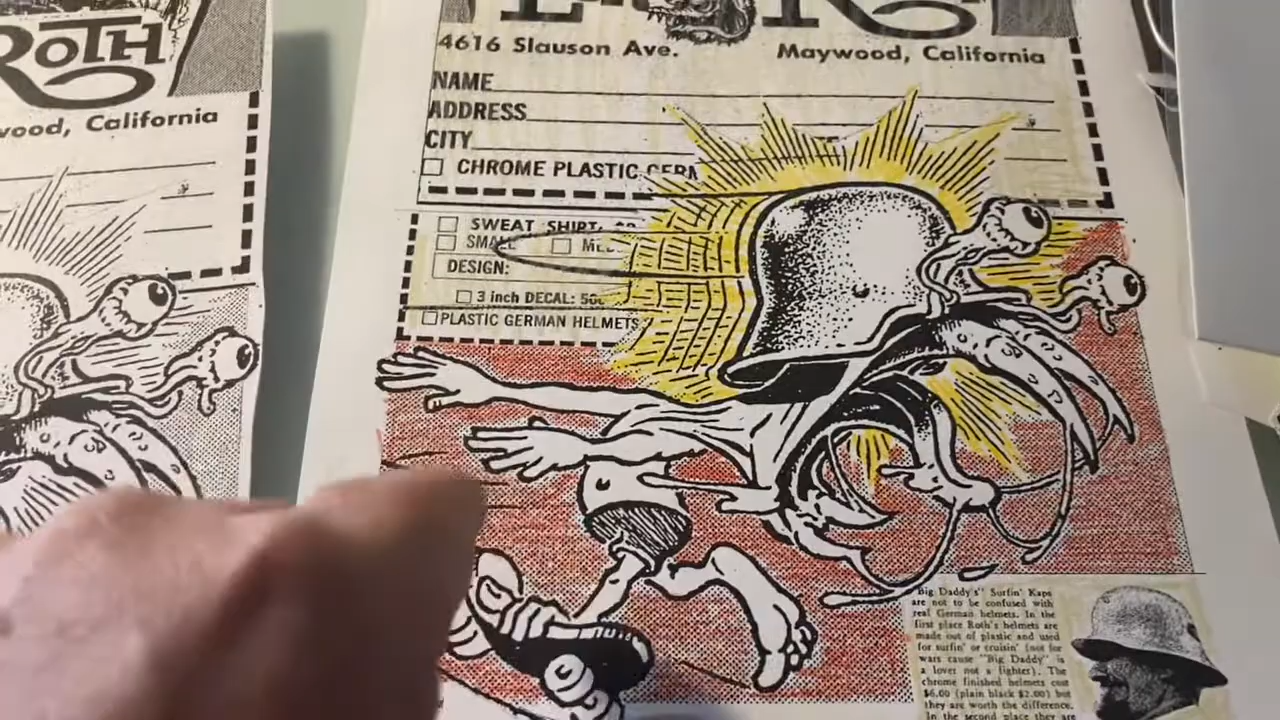 ROTH
wood, California
4616 Slauson Ave. Maywood, California
NAME
ADDRESS
CITY
CHROME PLASTIC GERM
SWEAT SHIRT:
SMALL
DESIGN:
3 inch DECAL:
PLASTIC GERMAN HELMETS
Big Daddy's" Surfin' Kaps
are not to be confused with
real German helmets. In the
first place Roth's helmets are
made out of plastic and used
for surfin' or cruisin' (not for
wars cause "Big Daddy" is
a lover not a fighter). The
chrome finished helmets cost
$6.00 (plain black $2.00) but
they are worth the difference.
In the second place they are